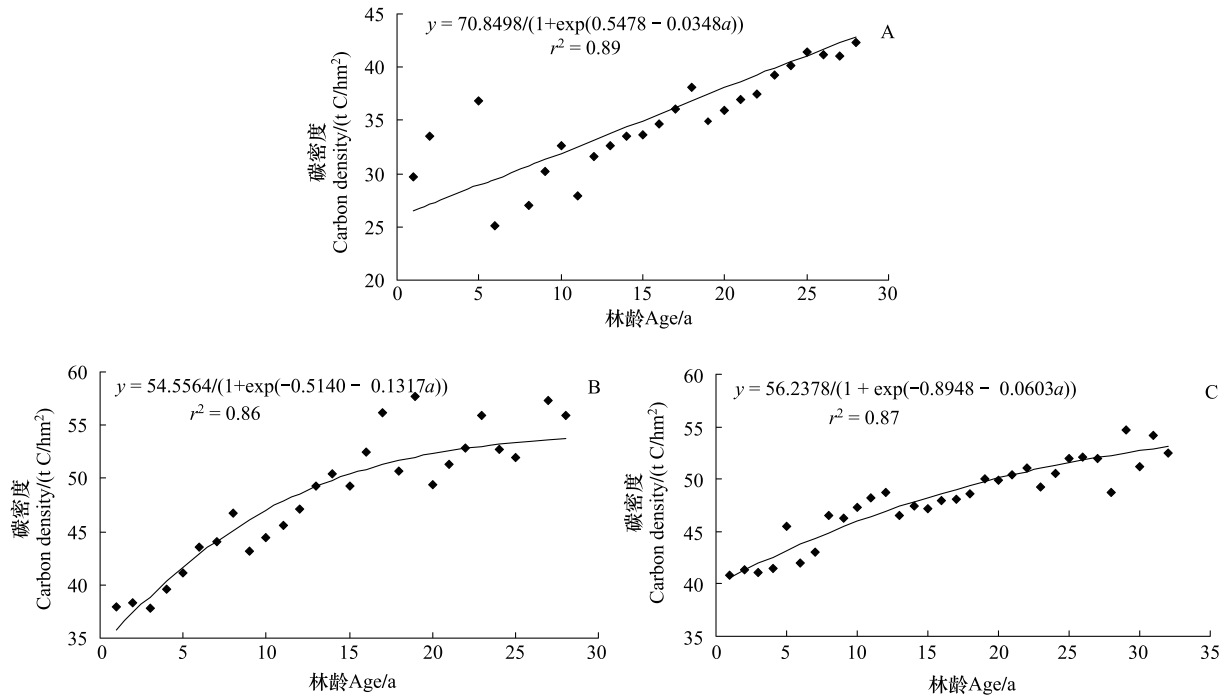 y = 70.8498/(1+exp(0.5478 − 0.0348a))
r² = 0.89
A
45
40
35
30
25
20
碳密度
Carbon density/(t C/hm²)
0 5 10 15 20 25 30
林龄Age/a
y = 54.5564/(1+exp(−0.5140 − 0.1317a))
r² = 0.86
B
60
55
50
45
40
35
碳密度
Carbon density/(t C/hm²)
0 5 10 15 20 25 30
林龄Age/a
y = 56.2378/(1 + exp(−0.8948 − 0.0603a))
r² = 0.87
C
60
55
50
45
40
35
碳密度
Carbon density/(t C/hm²)
0 5 10 15 20 25 30 35
林龄Age/a